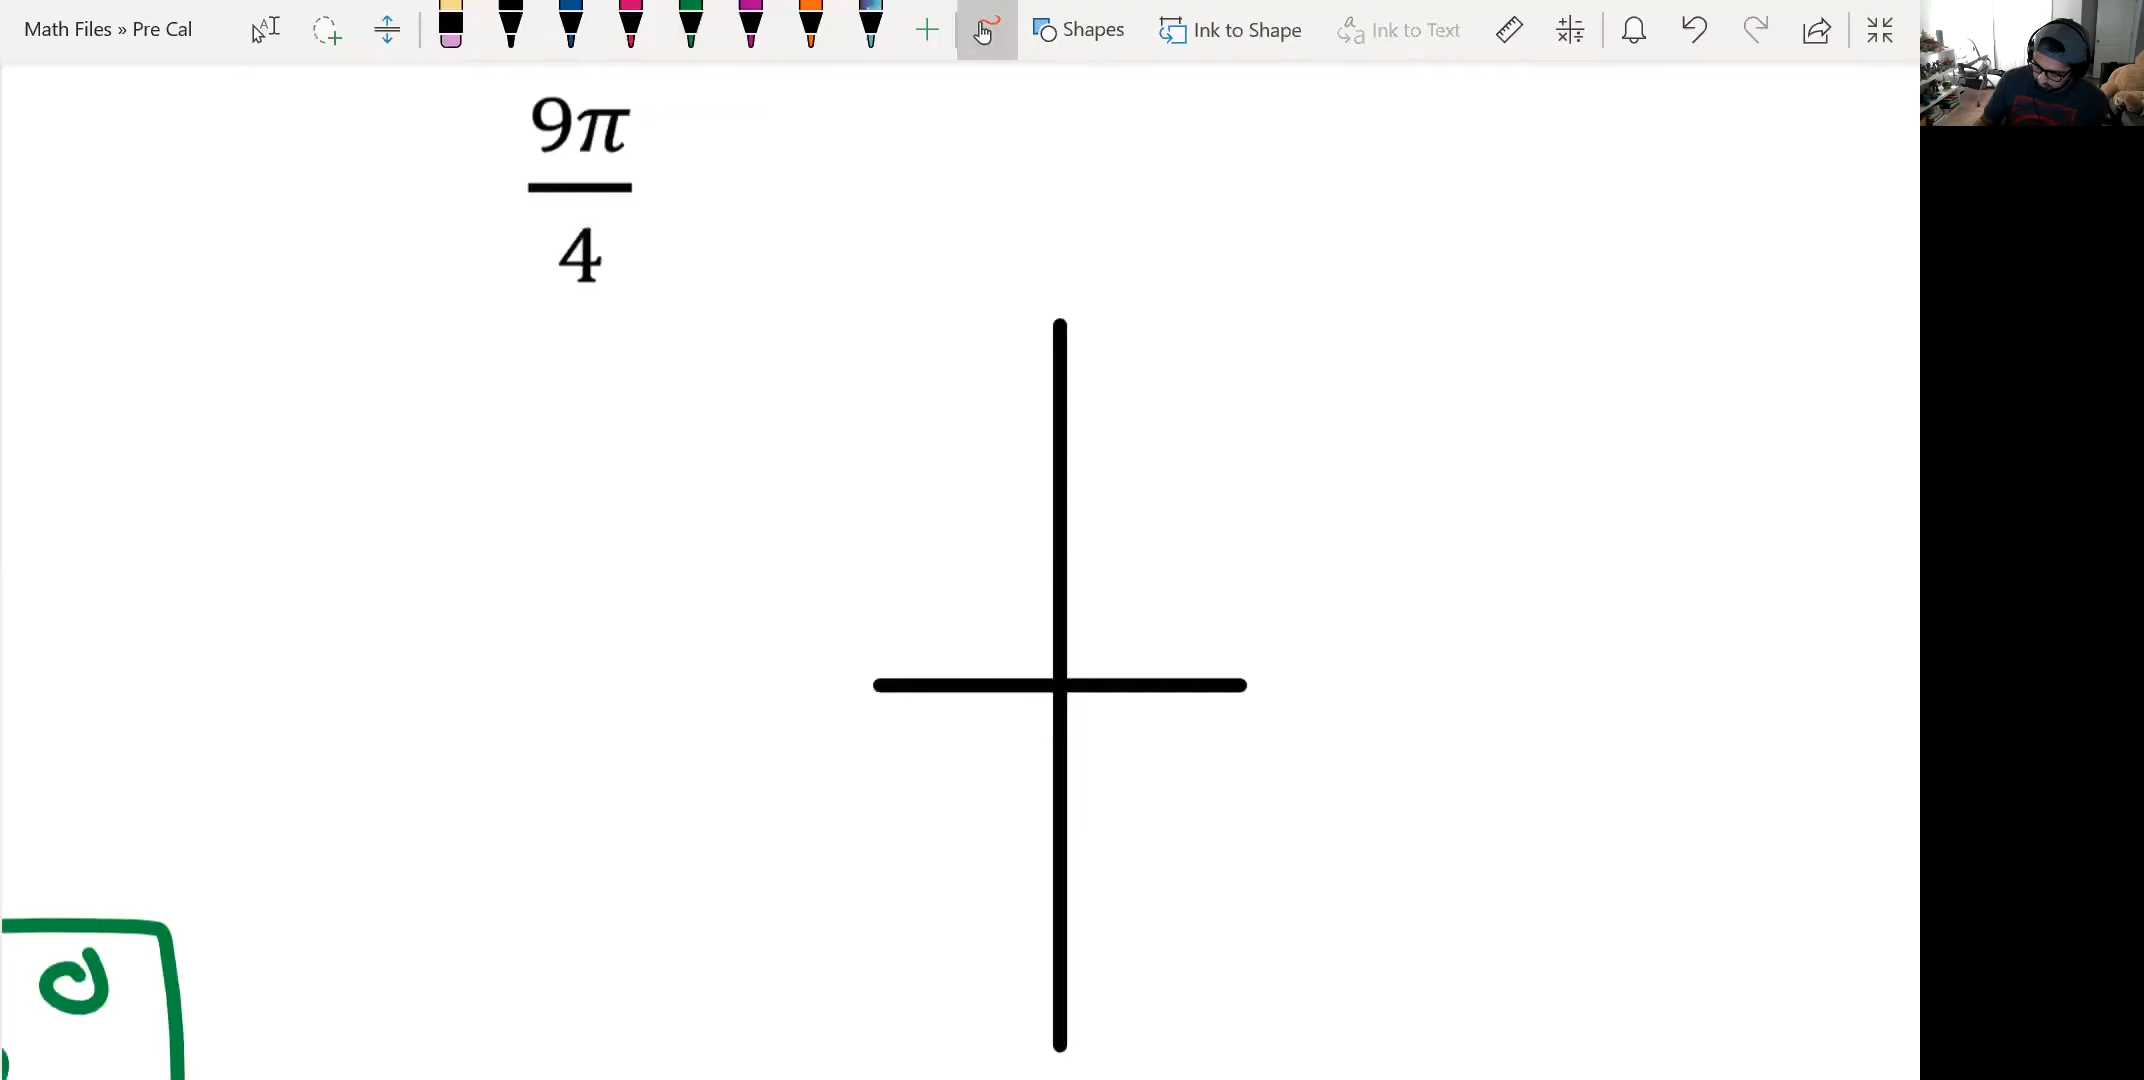 Math Files » Pre Cal Shapes Ink to Shape Ink to Text
9π
4